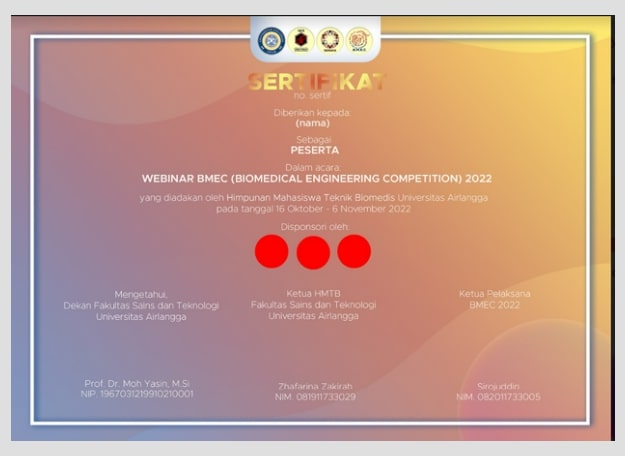 SERTIFIKAT
no. sertif
Diberikan kepada:
(nama)
Sebagai
PESERTA
Dalam acara:
WEBINAR BMEC (BIOMEDICAL ENGINEERING COMPETITION) 2022
yang diadakan oleh Himpunan Mahasiswa Teknik Biomedis Universitas Airlangga
pada tanggal 16 Oktober - 6 November 2022
Disponsori oleh:
Mengetahui,
Dekan Fakultas Sains dan Teknologi
Universitas Airlangga
Prof. Dr. Moh Yasin, M.Si
NIP. 1967031219910210001
Ketua HMTB
Fakultas Sains dan Teknologi
Universitas Airlangga
Zhafarina Zakirah
NIM. 081911733029
Ketua Pelaksana
BMEC 2022
Sirojuddin
NIM. 082011733005